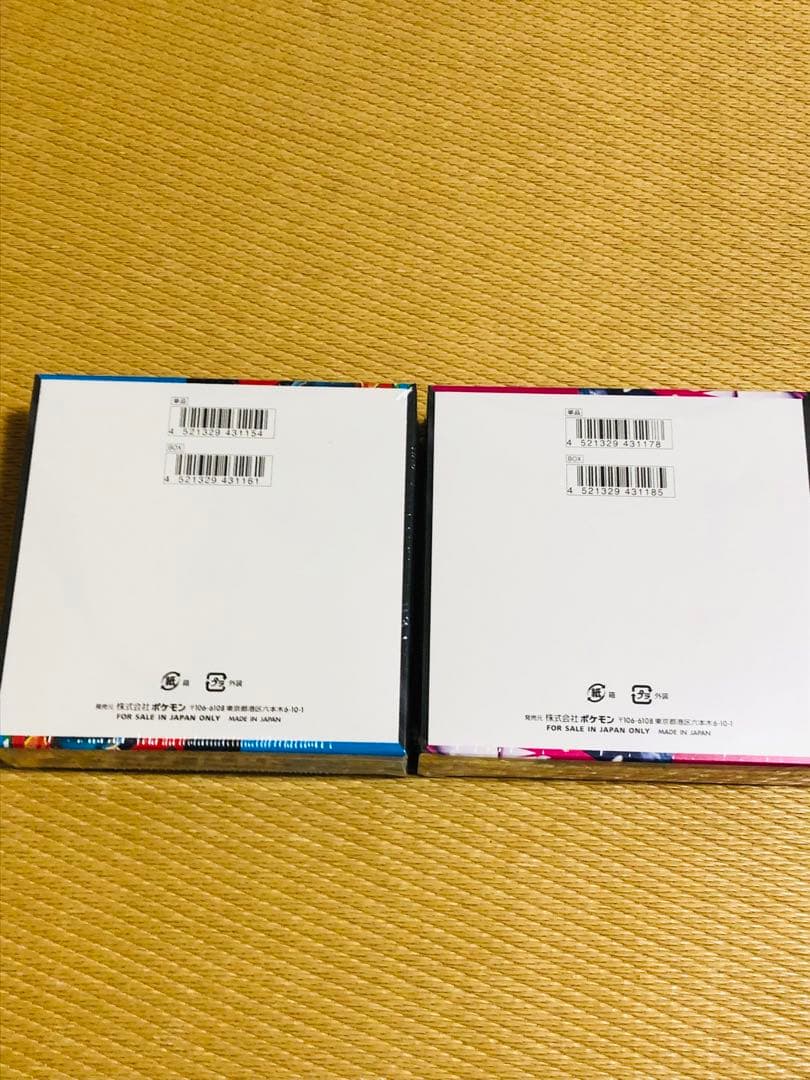 単品
4 521329 431154
BOX
4 521329 431161
紙 箱 プラ 外装
発売元 株式会社ポケモン 〒106-6108 東京都港区六本木6-10-1
FOR SALE IN JAPAN ONLY MADE IN JAPAN
単品
4 521329 431178
BOX
4 521329 431185
紙 箱 プラ 外装
発売元 株式会社ポケモン 〒106-6108 東京都港区六本木6-10-1
FOR SALE IN JAPAN ONLY MADE IN JAPAN